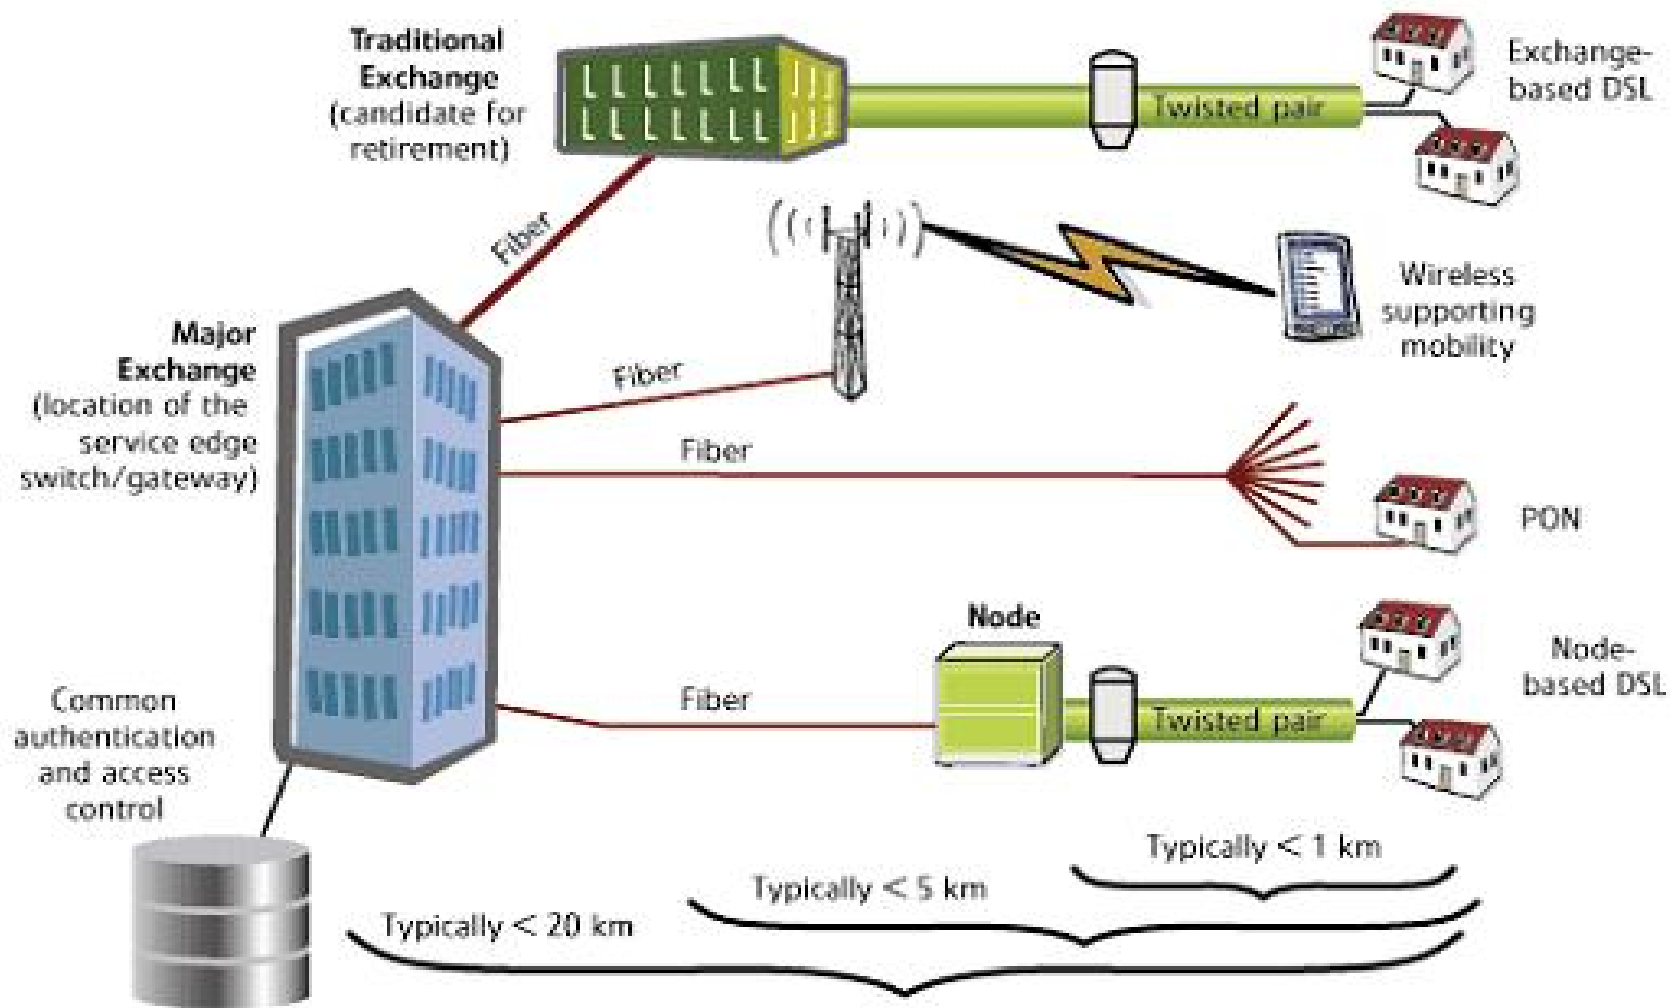 Traditional
Exchange
(candidate for
retirement)
Twisted pair
Exchange-
based DSL
Fiber
Wireless
supporting
mobility
Major
Exchange
(location of the
service edge
switch/gateway)
Fiber
Fiber
PON
Node
Node-
based DSL
Fiber
Twisted pair
Common
authentication
and access
control
Typically < 1 km
Typically < 5 km
Typically < 20 km